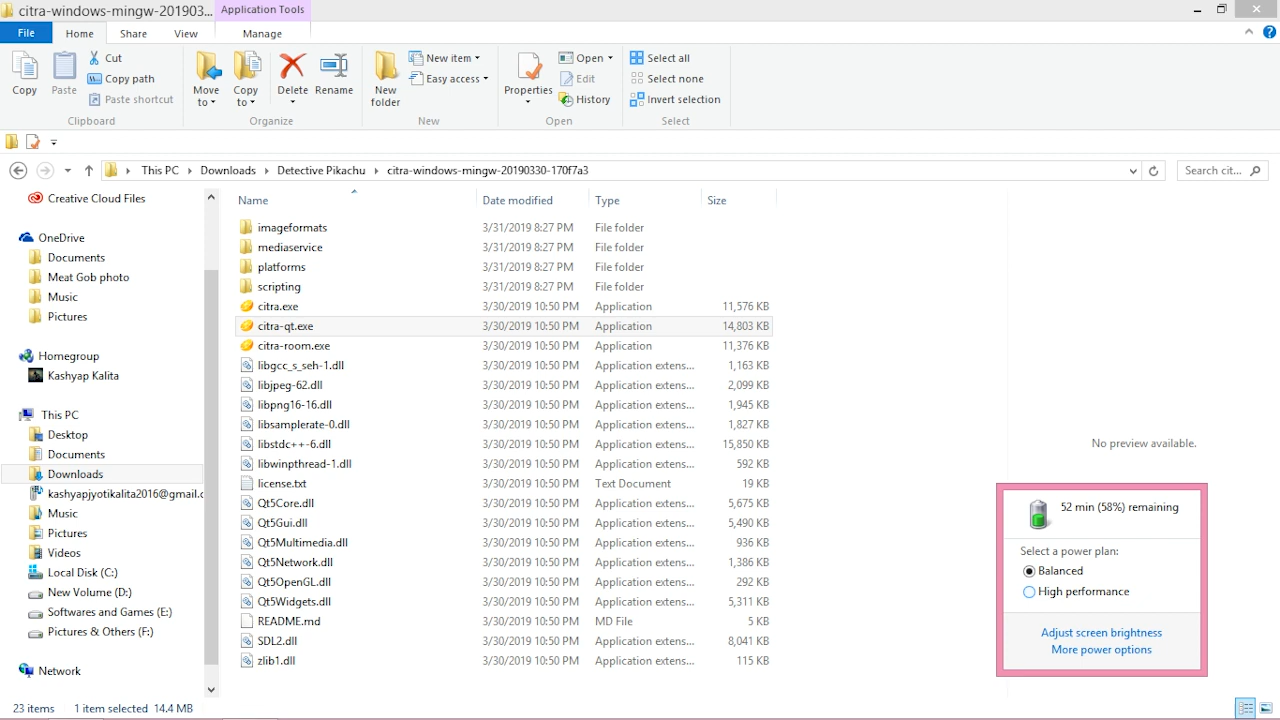 citra-windows-mingw-201903...
Application Tools
File
Home
Share
View
Manage
Copy
Paste
Cut
Copy path
Paste shortcut
Clipboard
Move to
Copy to
Delete
Rename
Organize
New folder
New item
Easy access
New
Properties
Open
Edit
History
Open
Select all
Select none
Invert selection
Select
This PC
Downloads
Detective Pikachu
citra-windows-mingw-20190330-170f7a3
Search cit...
Creative Cloud Files
OneDrive
Documents
Meat Gob photo
Music
Pictures
Homegroup
Kashyap Kalita
This PC
Desktop
Documents
Downloads
kashyapjyotikalita2016@gmail.c
Music
Pictures
Videos
Local Disk (C:)
New Volume (D:)
Softwares and Games (E:)
Pictures & Others (F:)
Network
Name Date modified Type Size
imageformats 3/31/2019 8:27 PM File folder
mediaservice 3/31/2019 8:27 PM File folder
platforms 3/31/2019 8:27 PM File folder
scripting 3/31/2019 8:27 PM File folder
citra.exe 3/30/2019 10:50 PM Application 11,576 KB
citra-qt.exe 3/30/2019 10:50 PM Application 14,803 KB
citra-room.exe 3/30/2019 10:50 PM Application 11,376 KB
libgcc_s_seh-1.dll 3/30/2019 10:50 PM Application extens... 1,163 KB
libjpeg-62.dll 3/30/2019 10:50 PM Application extens... 2,099 KB
libpng16-16.dll 3/30/2019 10:50 PM Application extens... 1,945 KB
libsamplerate-0.dll 3/30/2019 10:50 PM Application extens... 1,827 KB
libstdc++-6.dll 3/30/2019 10:50 PM Application extens... 15,850 KB
libwinpthread-1.dll 3/30/2019 10:50 PM Application extens... 592 KB
license.txt 3/30/2019 10:50 PM Text Document 19 KB
Qt5Core.dll 3/30/2019 10:50 PM Application extens... 5,675 KB
Qt5Gui.dll 3/30/2019 10:50 PM Application extens... 5,490 KB
Qt5Multimedia.dll 3/30/2019 10:50 PM Application extens... 936 KB
Qt5Network.dll 3/30/2019 10:50 PM Application extens... 1,386 KB
Qt5OpenGL.dll 3/30/2019 10:50 PM Application extens... 292 KB
Qt5Widgets.dll 3/30/2019 10:50 PM Application extens... 5,311 KB
README.md 3/30/2019 10:50 PM MD File 5 KB
SDL2.dll 3/30/2019 10:50 PM Application extens... 8,041 KB
zlib1.dll 3/30/2019 10:50 PM Application extens... 115 KB
No preview available.
52 min (58%) remaining
Select a power plan:
Balanced
High performance
Adjust screen brightness
More power options
23 items 1 item selected 14.4 MB